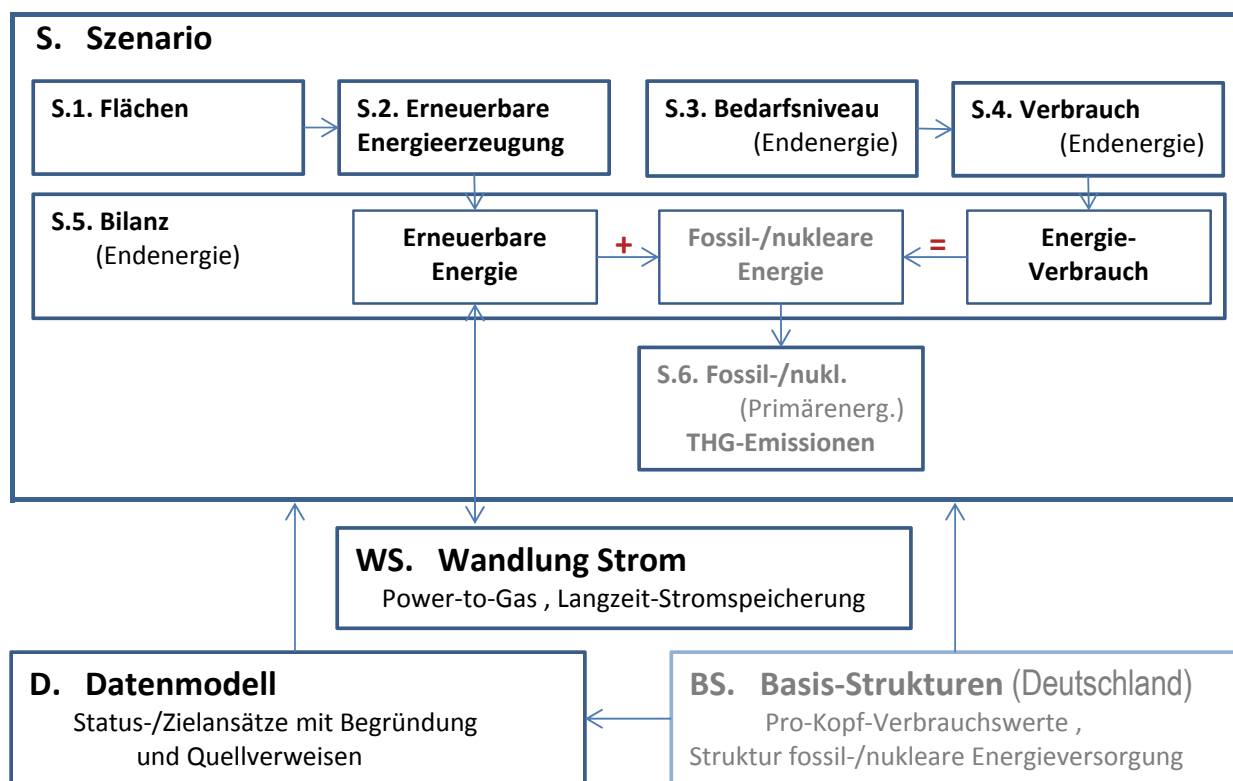 S. Szenario
S.1. Flächen
S.2. Erneuerbare
Energieerzeugung
S.3. Bedarfsniveau
(Endenergie)
S.4. Verbrauch
(Endenergie)
S.5. Bilanz
(Endenergie)
Erneuerbare
Energie
+
Fossil-/nukleare
Energie
=
Energie-
Verbrauch
S.6. Fossil-/nukl.
(Primärenerg.)
THG-Emissionen
WS. Wandlung Strom
Power-to-Gas , Langzeit-Stromspeicherung
D. Datenmodell
Status-/Zielansätze mit Begründung
und Quellverweisen
BS. Basis-Strukturen (Deutschland)
Pro-Kopf-Verbrauchswerte ,
Struktur fossil-/nukleare Energieversorgung